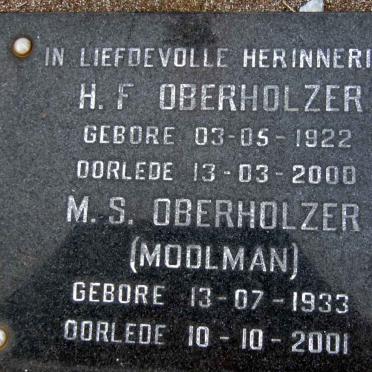 IN LIEFDEVOLLE HERINNERI
H. F OBERHOLZER
GEBORE 03-05-1922
OORLEDE 13-03-2000
M. S. OBERHOLZER
(MOOLMAN)
GEBORE 13-07-1933
OORLEDE 10-10-2001